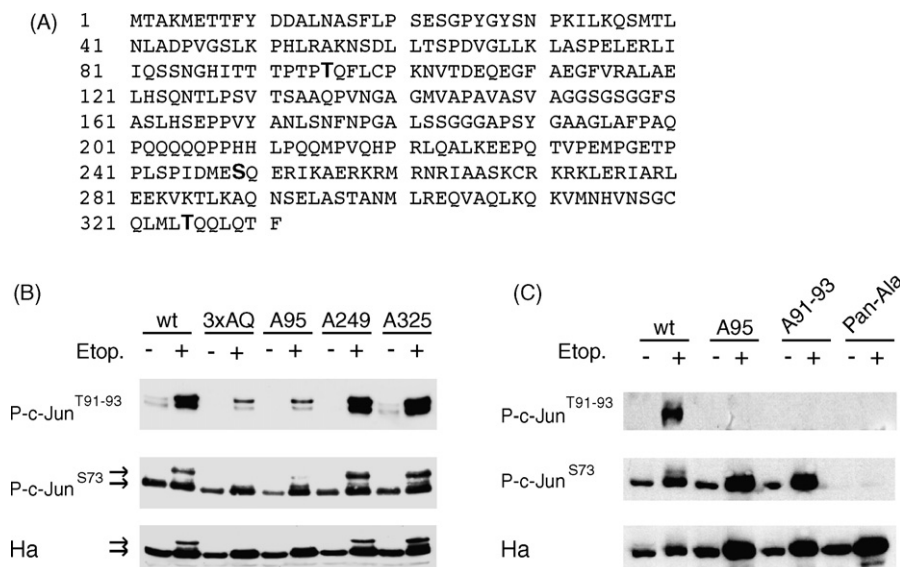 (A)
1 MTAKMETTFY DDALNASFLP SESGPYGYSN PKILKQSMTL
41 NLADPVGSLK PHLRAKNSDL LTSPDVGLLK LASPELERLI
81 IQSSNGHITT TPTPTQFLCP KNVTDEQEGF AEGFVRALAE
121 LHSQNTLPSV TSAAQPVNGA GMVAPAVASV AGGSGSGGFS
161 ASLHSEPPVY ANLSNFNPGA LSSGGGAPSY GAAGLAFPAQ
201 PQQQQQPPHH LPQQMPVQHP RLQALKEEPQ TVPEMPGETP
241 PLSPIDMESQ ERIKAERKRM RNRIAASKCR KRKLERIARL
281 EEKVKTLKAQ NSELASTANM LREQVAQLKQ KVMNHVNSGC
321 QLMLTQQLQT F
(B)
wt 3xAQ A95 A249 A325
Etop. - + - + - + - + - +
P-c-Jun T91-93
P-c-Jun S73
Ha
(C)
wt A95 A91-93 Pan-Ala
Etop. - + - + - + - +
P-c-Jun T91-93
P-c-Jun S73
Ha